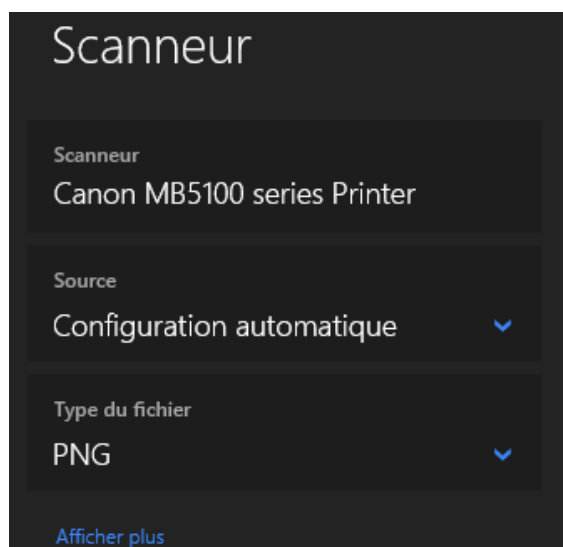 Scanneur
Scanneur
Canon MB5100 series Printer
Source
Configuration automatique
Type du fichier
PNG
Afficher plus